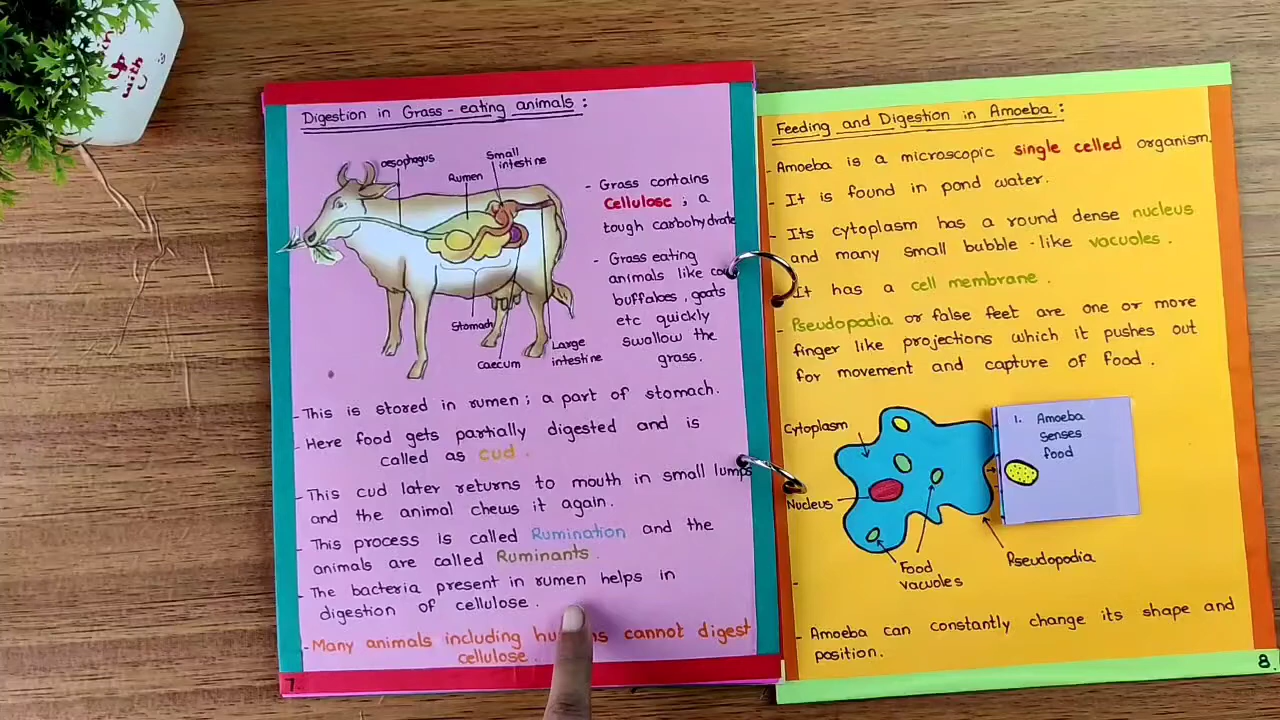 Digestion in Grass-eating animals :
oesophagus
Small
intestine
Rumen
Stomach
Caecum
Large
intestine
- Grass contains
Cellulose ; a
tough carbohydrate
- Grass eating
animals like
buffaloes, goats
etc quickly
swallow the
grass.
- This is stored in rumen; a part of stomach.
- Here food gets partially digested and is
called as cud.
- This cud later returns to mouth in small lumps
and the animal chews it again.
- This process is called Rumination and the
animals are called Ruminants.
- The bacteria present in rumen helps in
digestion of cellulose.
- Many animals including cannot digest
cellulose.
7.
Feeding and Digestion in Amoeba :
- Amoeba is a microscopic single celled organism.
- It is found in pond water.
- Its cytoplasm has a round dense nucleus
and many small bubble-like vacuoles.
It has a cell membrane.
- Pseudopodia or false feet are one or more
finger like projections which it pushes out
for movement and capture of food.
Cytoplasm
Nucleus
Food
vacuoles
Pseudopodia
1. Amoeba
senses
food
- Amoeba can constantly change its shape and
position.
8.
with